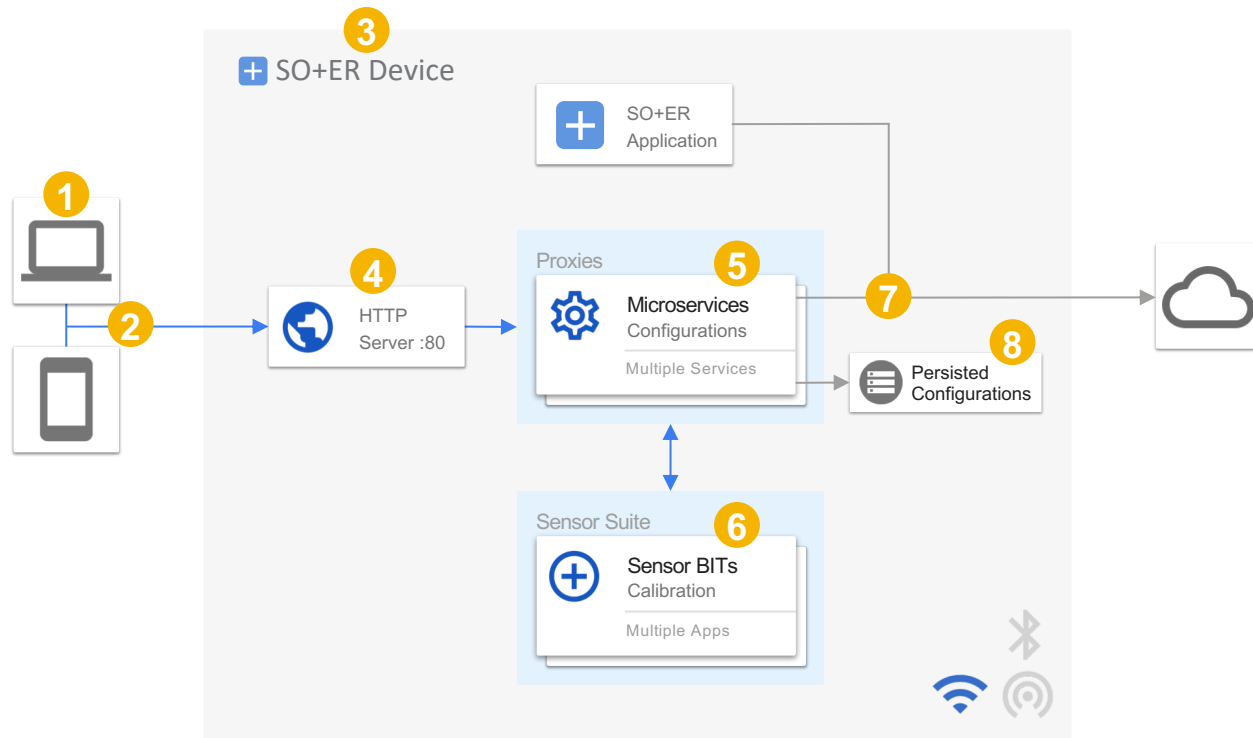 3
SO+ER Device
SO+ER
Application
1
2
4
HTTP
Server :80
Proxies
5
Microservices
Configurations
Multiple Services
7
8
Persisted
Configurations
Sensor Suite
6
Sensor BITs
Calibration
Multiple Apps